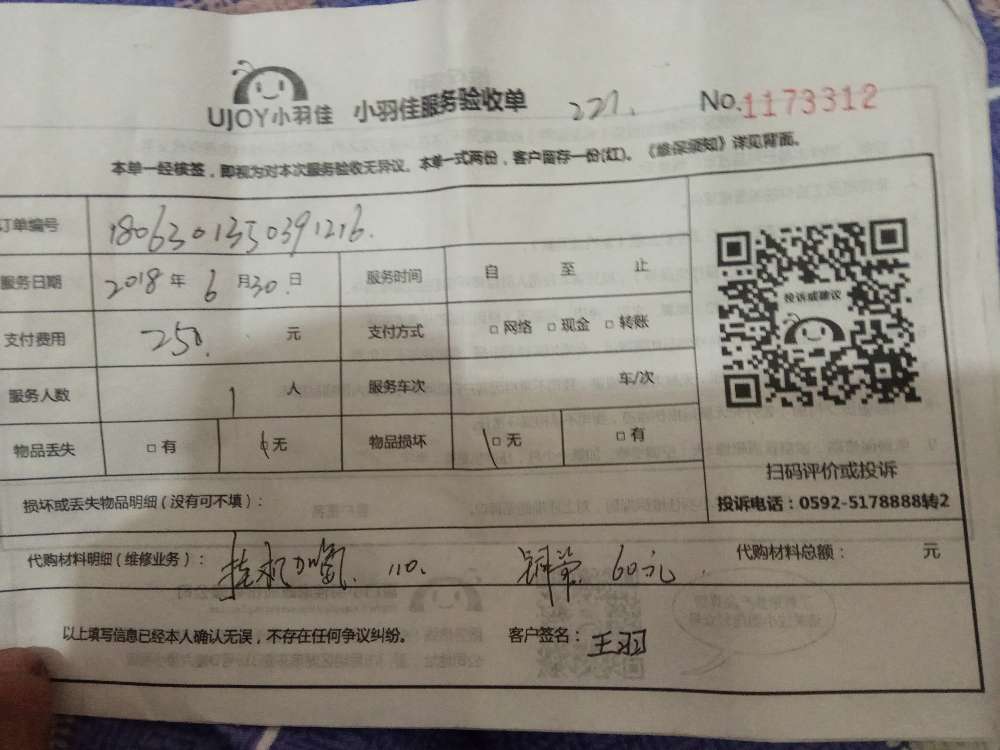 UJOY小羽佳 小羽佳服务验收单 227. No.1173312
本单一经核签，即视为对本次服务验收无异议。本单一式两份，客户留存一份(红)。《维保须知》详见背面。
订单编号 1806301350391216.
服务日期 2018 年 6 月 30 日 服务时间 自 至 止
支付费用 250. 元 支付方式 □ 网络 □ 现金 □ 转账
服务人数 1 人 服务车次 车/次
物品丢失 □ 有 □ 无 物品损坏 □ 无 □ 有
投诉或建议
扫码评价或投诉
投诉电话：0592-5178888转2
损坏或丢失物品明细（没有可不填）：
代购材料明细（维修业务）： 挂机加氟. 110. 铜管 60元. 代购材料总额： 元
以上填写信息已经本人确认无误，不存在任何争议纠纷。 客户签名： 王羽